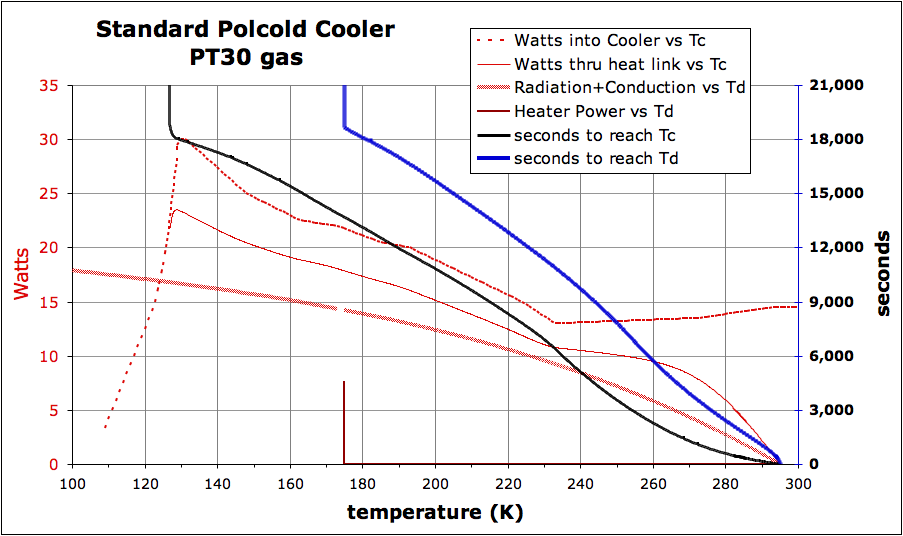 Standard Polcold Cooler
PT30 gas
Watts into Cooler vs Tc
Watts thru heat link vs Tc
Radiation+Conduction vs Td
Heater Power vs Td
seconds to reach Tc
seconds to reach Td
35
30
25
20
15
10
5
0
Watts
21,000
18,000
15,000
12,000
9,000
6,000
3,000
0
seconds
100 120 140 160 180 200 220 240 260 280 300
temperature (K)